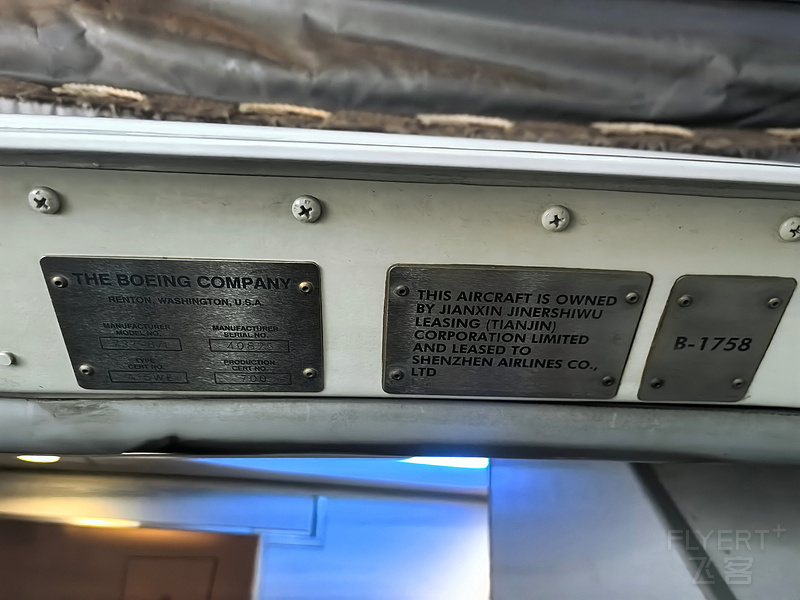 THE BOEING COMPANY
RENTON, WASHINGTON, U.S.A.
MANUFACTURER MODEL NO.
MANUFACTURER SERIAL NO.
TYPE CERT NO.
PRODUCTION CERT NO.
700
THIS AIRCRAFT IS OWNED
BY JIANXIN JINERSHIWU
LEASING (TIANJIN)
CORPORATION LIMITED
AND LEASED TO
SHENZHEN AIRLINES CO.,
LTD
B-1758
FLYERT+
飞客